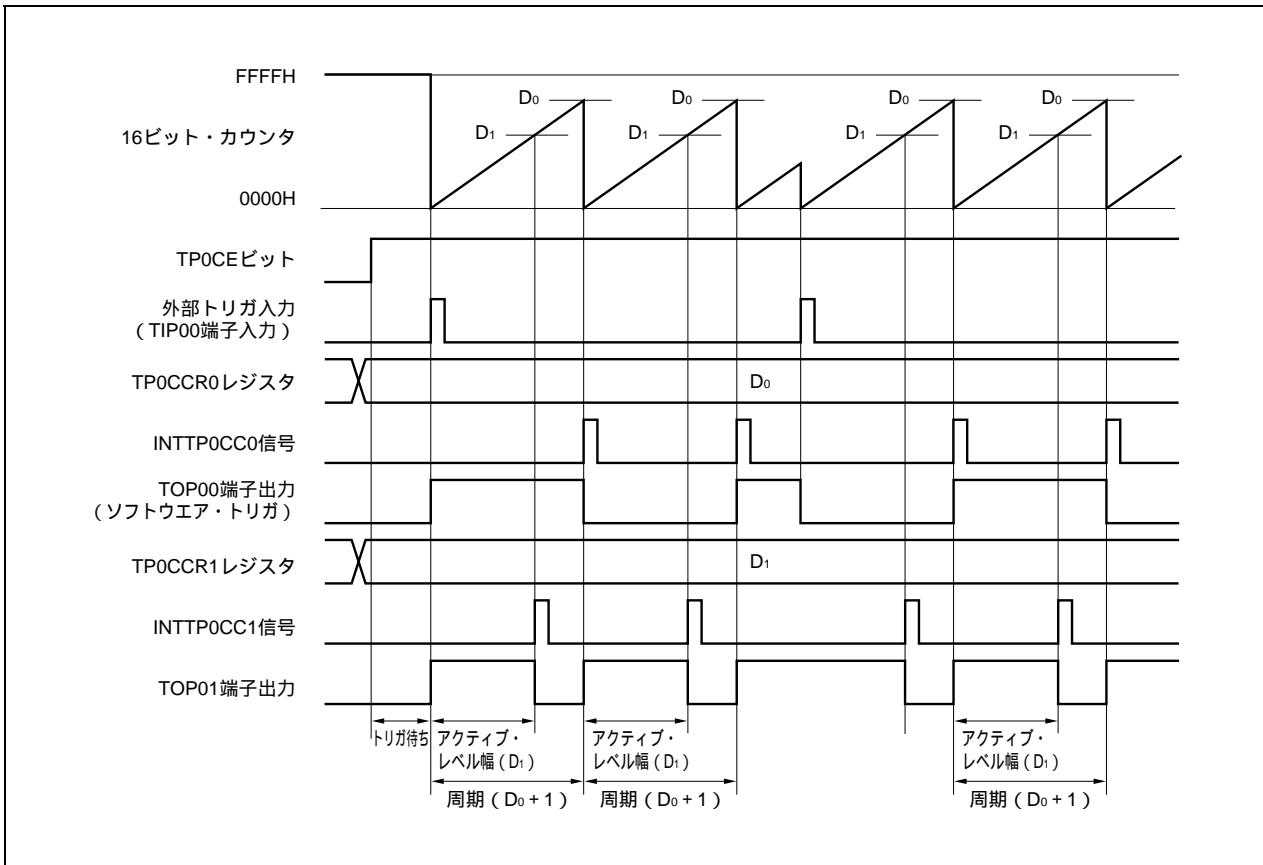 FFFFH
D0
D0
D0
D0
16ビット・カウンタ
D1
D1
D1
D1
0000H
TP0CEビット
外部トリガ入力
(TIP00端子入力)
TP0CCR0レジスタ
D0
INTTP0CC0信号
TOP00端子出力
(ソフトウエア・トリガ)
TP0CCR1レジスタ
D1
INTTP0CC1信号
TOP01端子出力
トリガ待ち
アクティブ・
レベル幅(D1)
アクティブ・
レベル幅(D1)
アクティブ・
レベル幅(D1)
周期(D0+1)
周期(D0+1)
周期(D0+1)